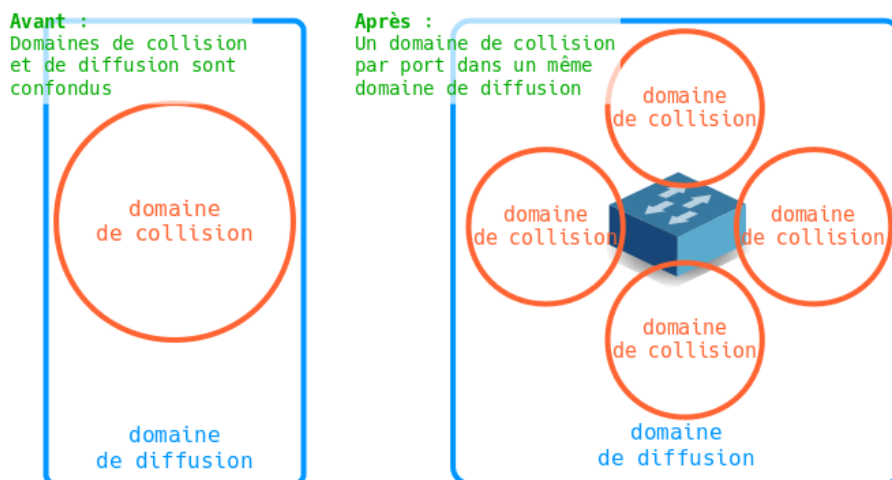 Avant :
Domaines de collision
et de diffusion sont
confondus
domaine
de collision
domaine
de diffusion
Après :
Un domaine de collision
par port dans un même
domaine de diffusion
domaine
de collision
domaine
de collision
domaine
de collision
domaine
de collision
domaine
de diffusion